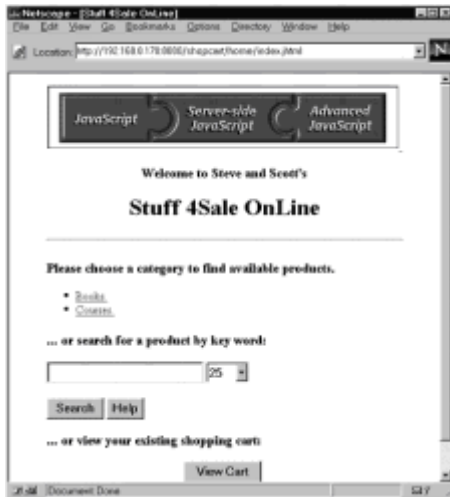 Netscape - [Stuff 4Sale OnLine]
File Edit View Go Bookmarks Options Directory Window Help
Location: http://192.168.0.178:8080/shopcart/home/index.html
N
JavaScript Server-side JavaScript Advanced JavaScript
Welcome to Steve and Scott's
Stuff 4Sale OnLine
Please choose a category to find available products.
• Books
• Courses
... or search for a product by key word:
25
Search Help
... or view your existing shopping cart:
View Cart
Document Done